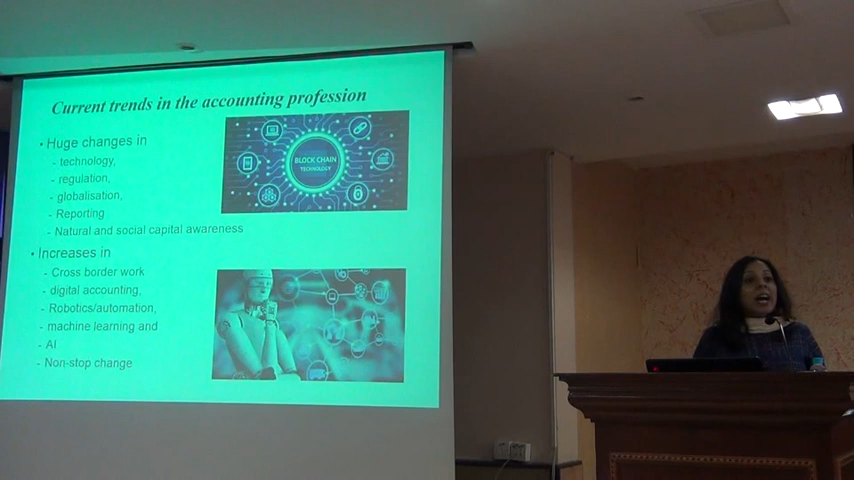 Current trends in the accounting profession
• Huge changes in
- technology,
- regulation,
- globalisation,
- Reporting
- Natural and social capital awareness
• Increases in
- Cross border work
- digital accounting,
- Robotics/automation,
- machine learning and
- AI
- Non-stop change
BLOCK CHAIN
TECHNOLOGY